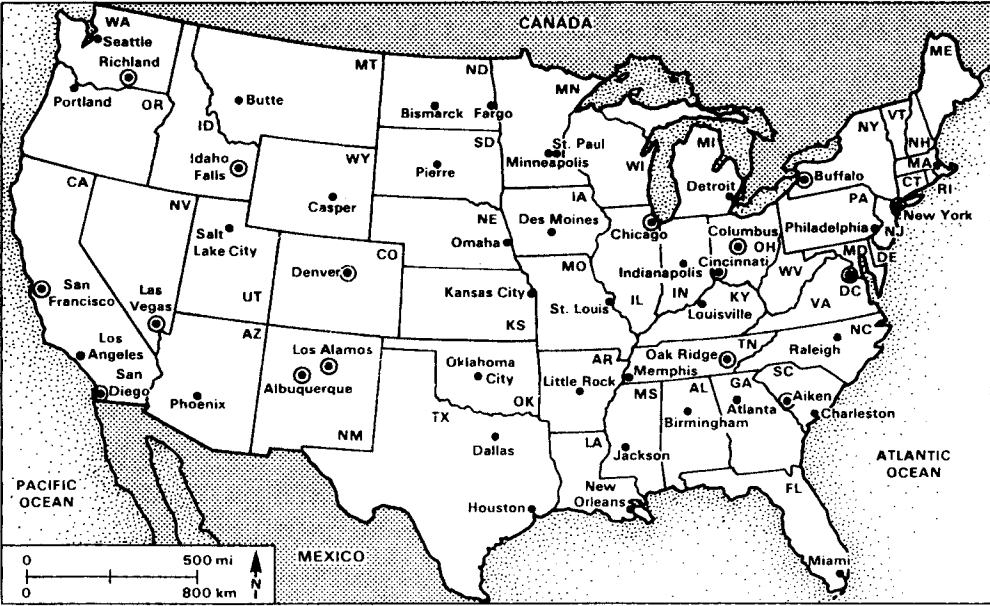 CANADA
WA
Seattle
Richland
Portland
OR
MT
Butte
ID
Idaho
Falls
ND
Bismarck
Fargo
MN
St. Paul
Minneapolis
SD
Pierre
WY
Casper
WI
MI
Detroit
ME
VT
NH
NY
MA
CT
RI
Buffalo
PA
New York
Philadelphia
NJ
MD
DE
DC
CA
NV
Salt
Lake City
UT
NE
Omaha
IA
Des Moines
Chicago
Columbus
OH
Cincinnati
Indianapolis
IN
IL
WV
VA
KY
Louisville
CO
Denver
Kansas City
KS
MO
St. Louis
San
Francisco
Las
Vegas
Los
Angeles
San
Diego
AZ
Phoenix
Los Alamos
Albuquerque
NM
Oklahoma
City
OK
TX
Dallas
Houston
AR
Little Rock
Oak Ridge
TN
Memphis
NC
Raleigh
SC
Aiken
Charleston
MS
Jackson
AL
Birmingham
GA
Atlanta
LA
New
Orleans
FL
Miami
PACIFIC
OCEAN
ATLANTIC
OCEAN
MEXICO
0 500 mi
0 800 km
N